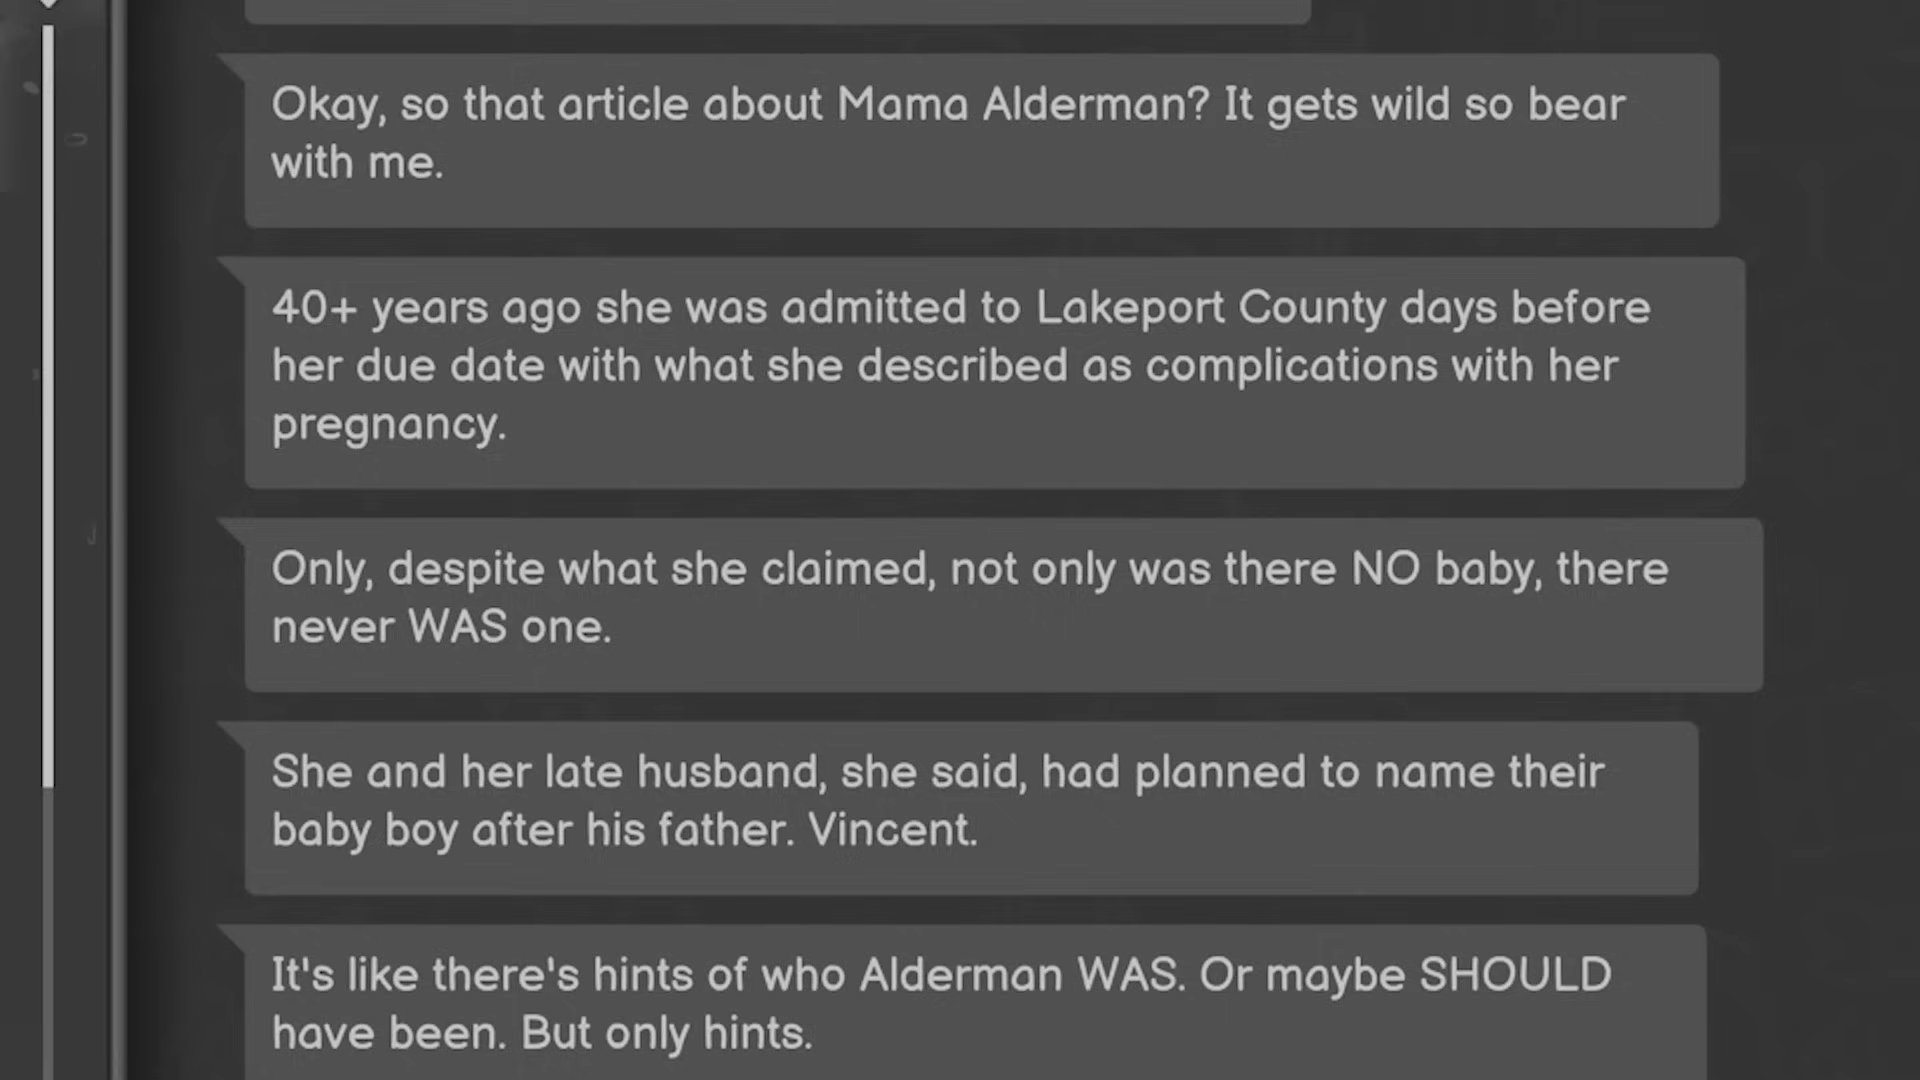 Okay, so that article about Mama Alderman? It gets wild so bear
with me.
40+ years ago she was admitted to Lakeport County days before
her due date with what she described as complications with her
pregnancy.
Only, despite what she claimed, not only was there NO baby, there
never WAS one.
She and her late husband, she said, had planned to name their
baby boy after his father. Vincent.
It's like there's hints of who Alderman WAS. Or maybe SHOULD
have been. But only hints.